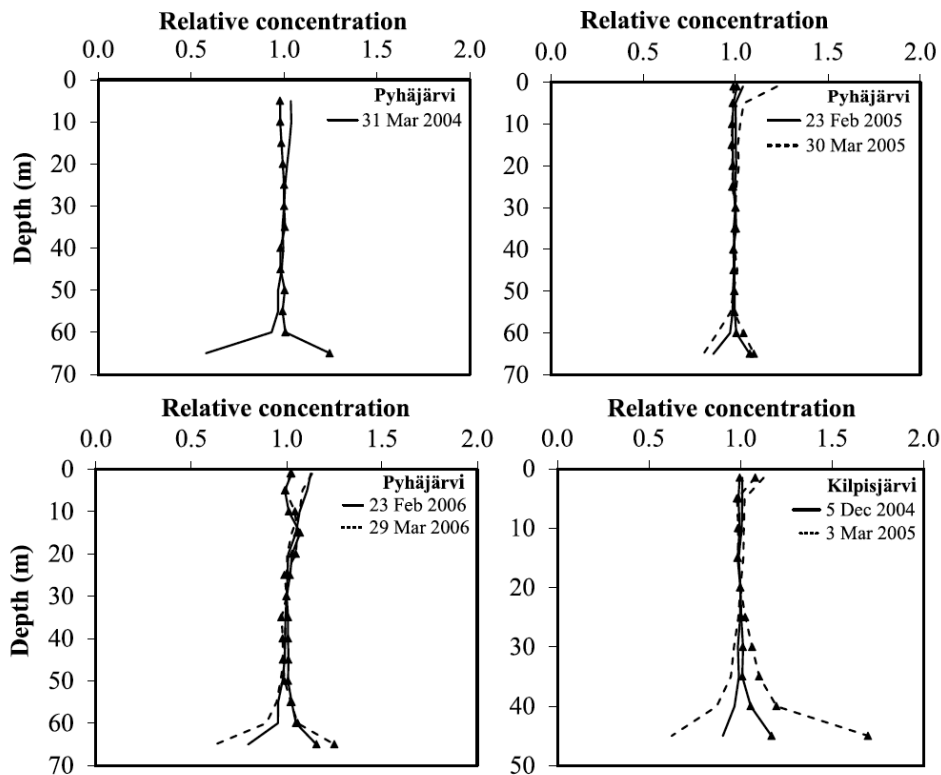 Relative concentration
0.0 0.5 1.0 1.5 2.0
0
10
20
30
40
50
60
70
Depth (m)
Pyhäjärvi
31 Mar 2004
Relative concentration
0.0 0.5 1.0 1.5 2.0
0
10
20
30
40
50
60
70
Pyhäjärvi
23 Feb 2005
30 Mar 2005
Relative concentration
0.0 0.5 1.0 1.5 2.0
0
10
20
30
40
50
60
70
Depth (m)
Pyhäjärvi
23 Feb 2006
29 Mar 2006
Relative concentration
0.0 0.5 1.0 1.5 2.0
0
10
20
30
40
50
Kilpisjärvi
5 Dec 2004
3 Mar 2005